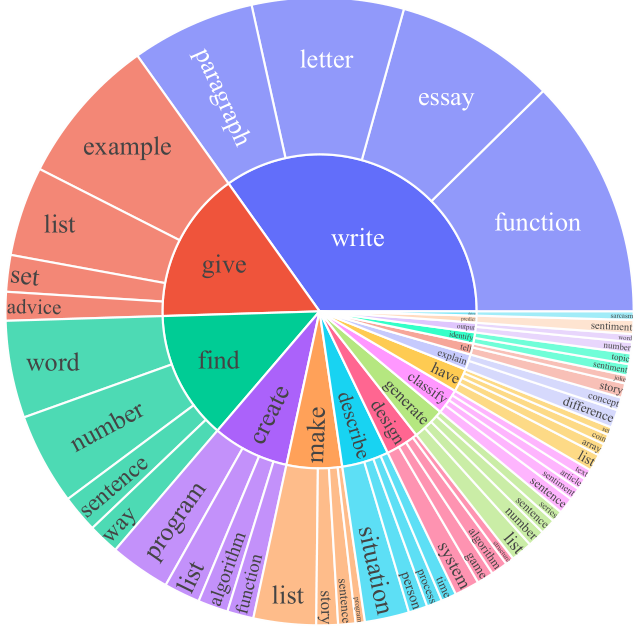 write
function
essay
letter
paragraph
give
example
list
set
advice
find
word
number
sentence
way
create
program
list
algorithm
function
make
list
story
sentence
program
describe
situation
person
process
time
design
system
game
algorithm
generate
list
number
sentence
series
classify
sentence
sentiment
article
text
have
list
array
coin
set
explain
difference
concept
tell
story
joke
identify
sentiment
topic
output
number
word
sentiment
sarcasm